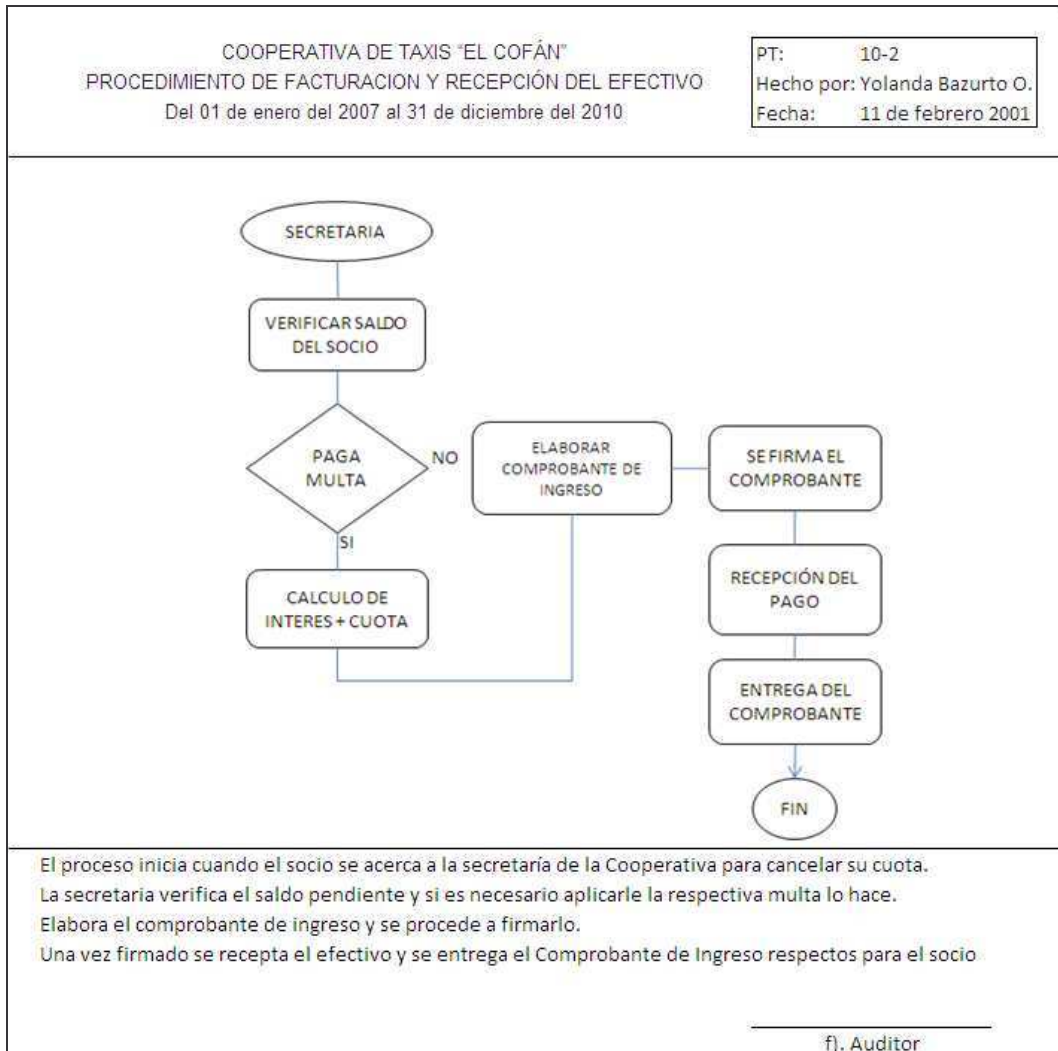 COOPERATIVA DE TAXIS "EL COFÁN"
PROCEDIMIENTO DE FACTURACION Y RECEPCIÓN DEL EFECTIVO
Del 01 de enero del 2007 al 31 de diciembre del 2010
PT: 10-2
Hecho por: Yolanda Bazurto O.
Fecha: 11 de febrero 2001
SECRETARIA
VERIFICAR SALDO
DEL SOCIO
PAGA
MULTA
NO
SI
CALCULO DE
INTERES + CUOTA
ELABORAR
COMPROBANTE DE
INGRESO
SE FIRMA EL
COMPROBANTE
RECEPCIÓN DEL
PAGO
ENTREGA DEL
COMPROBANTE
FIN
El proceso inicia cuando el socio se acerca a la secretaría de la Cooperativa para cancelar su cuota.
La secretaria verifica el saldo pendiente y si es necesario aplicarle la respectiva multa lo hace.
Elabora el comprobante de ingreso y se procede a firmarlo.
Una vez firmado se recepta el efectivo y se entrega el Comprobante de Ingreso respectos para el socio
f). Auditor